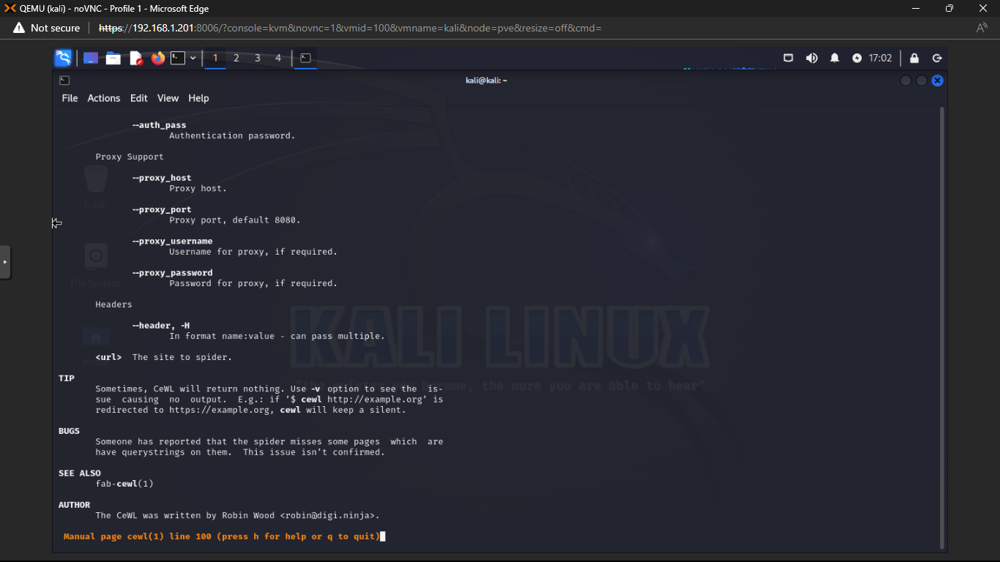 QEMU (kali) - noVNC - Profile 1 - Microsoft Edge
Not secure https://192.168.1.201:8006/?console=kvm&novnc=1&vmid=100&vmname=kali&node=pve&resize=off&cmd=
1 2 3 4 17:02
kali@kali: ~
File Actions Edit View Help
--auth_pass
Authentication password.
Proxy Support
--proxy_host
Proxy host.
--proxy_port
Proxy port, default 8080.
--proxy_username
Username for proxy, if required.
--proxy_password
Password for proxy, if required.
Headers
--header, -H
In format name:value - can pass multiple.
<url> The site to spider.
TIP
Sometimes, CeWL will return nothing. Use -v option to see the is-
sue causing no output. E.g.: if '$ cewl http://example.org' is
redirected to https://example.org, cewl will keep a silent.
BUGS
Someone has reported that the spider misses some pages which are
have querystrings on them. This issue isn't confirmed.
SEE ALSO
fab-cewl(1)
AUTHOR
The CeWL was written by Robin Wood <robin@digi.ninja>.
Manual page cewl(1) line 100 (press h for help or q to quit)
Trash
File System
Home
KALI LINUX
become, the more you are able to hear"